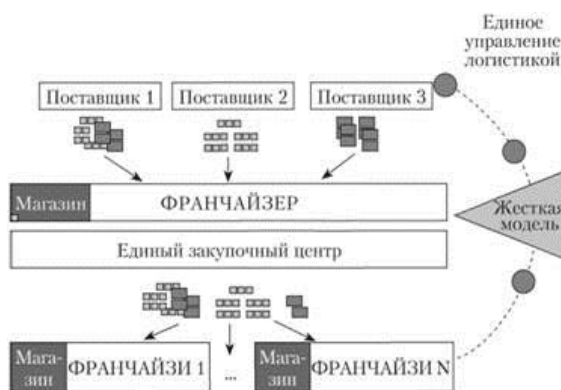 Единое
управление
логистикой
Поставщик 1
Поставщик 2
Поставщик 3
Магазин
ФРАНЧАЙЗЕР
Жесткая
модель
Единый закупочный центр
Мага-
зин
ФРАНЧАЙЗИ 1
...
Мага-
зин
ФРАНЧАЙЗИ N